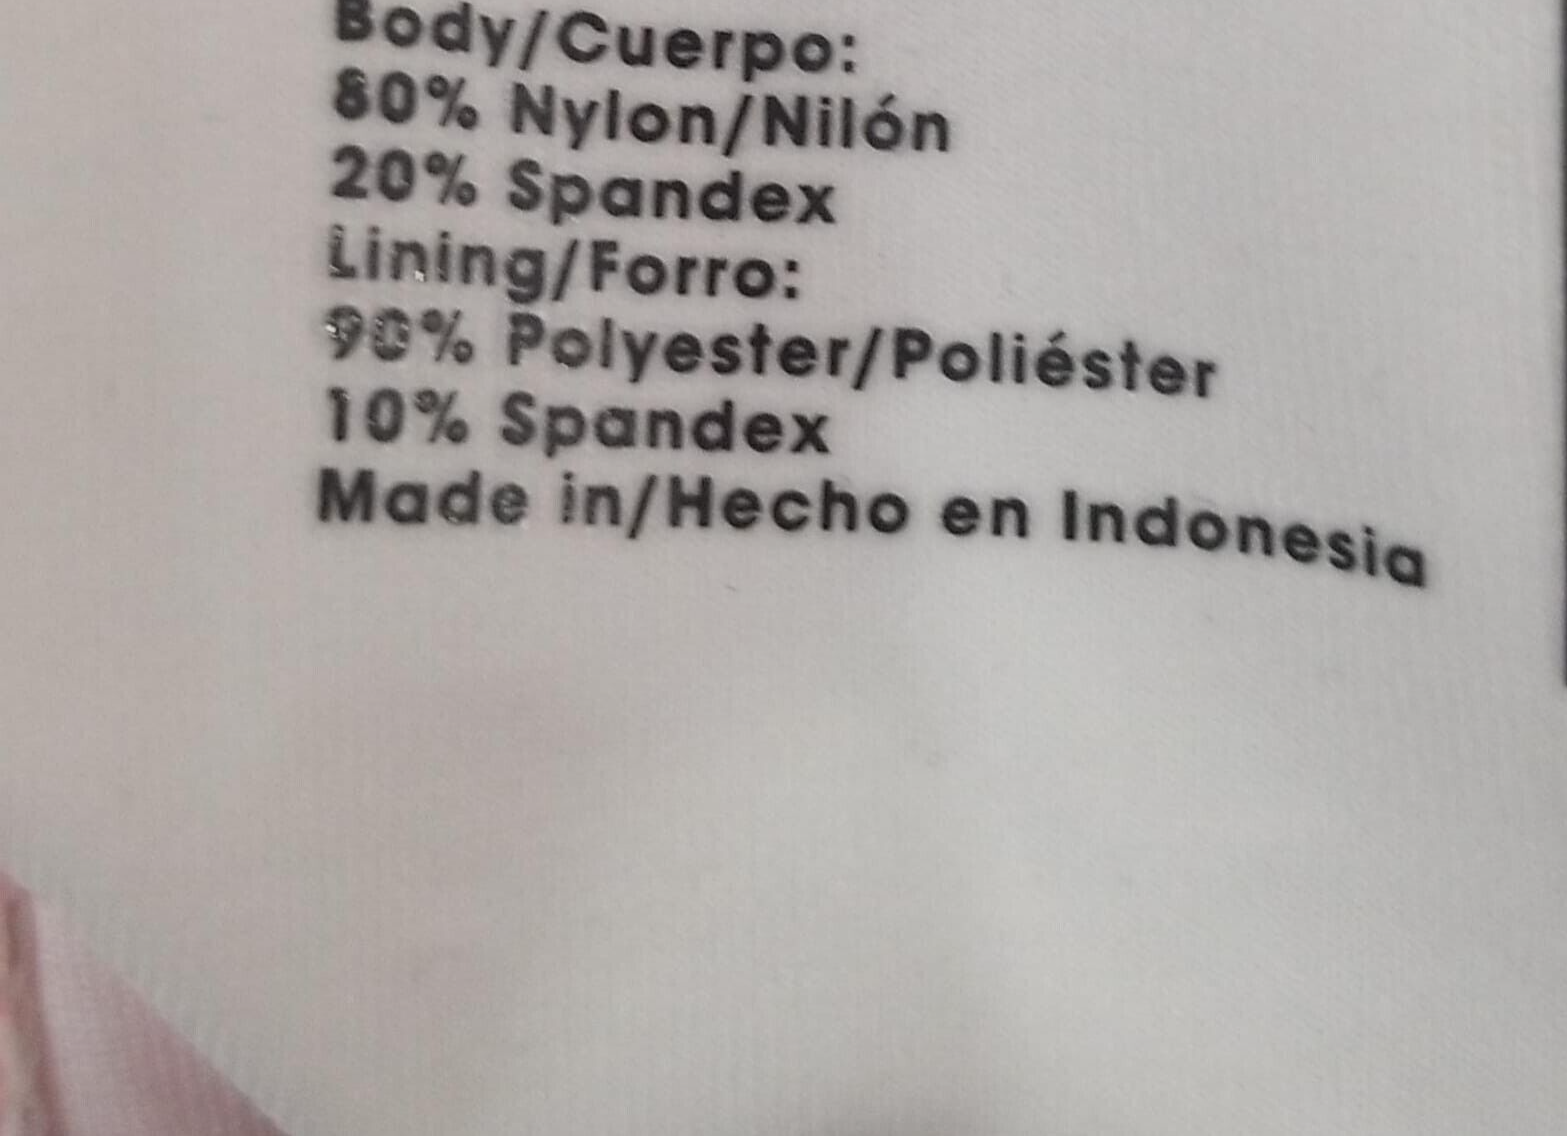 Body/Cuerpo:
80% Nylon/Nilón
20% Spandex
Lining/Forro:
90% Polyester/Poliéster
10% Spandex
Made in/Hecho en Indonesia